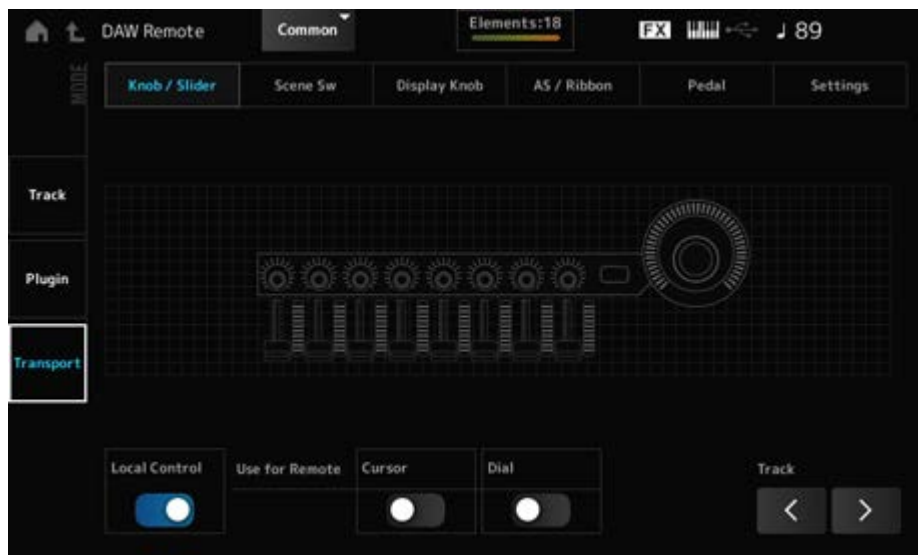 DAW Remote
Common
Elements:18
FX
♩ 89
MODE
Knob / Slider
Scene Sw
Display Knob
AS / Ribbon
Pedal
Settings
Track
Plugin
Transport
Local Control
Use for Remote
Cursor
Dial
Track